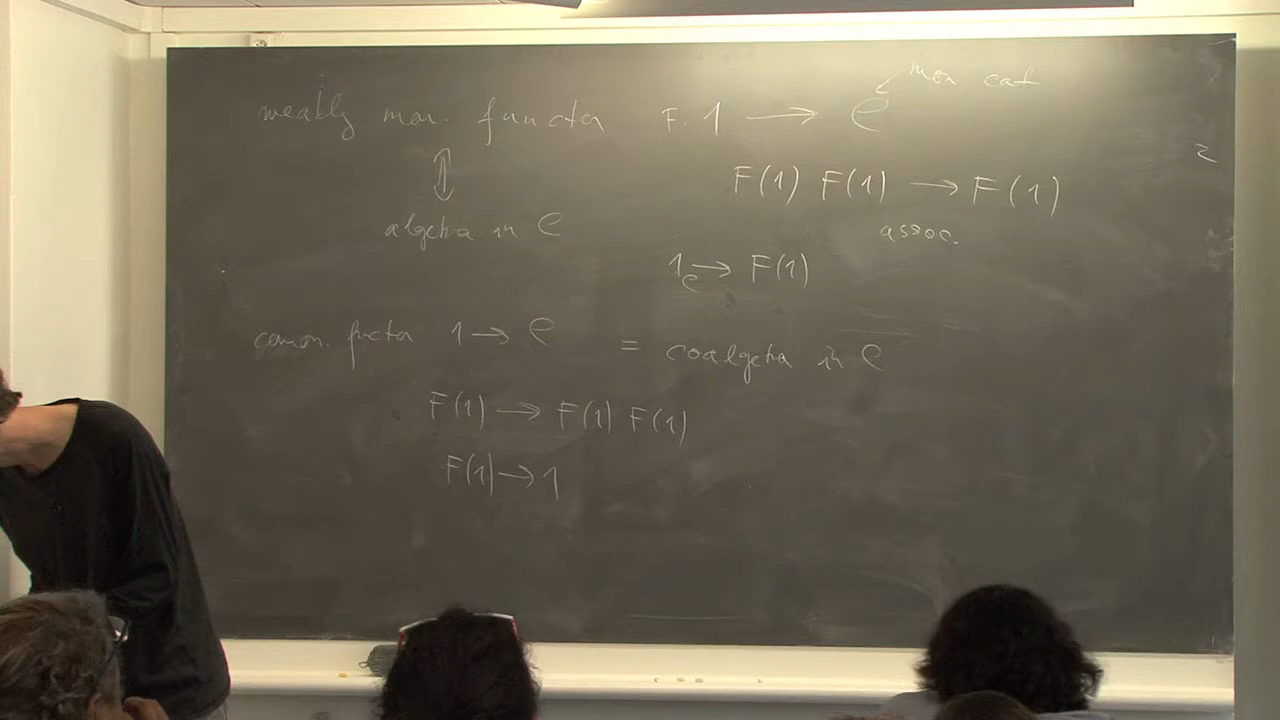 mon cat
weakly mon. functor F: 1 → C
F(1) F(1) → F(1)
↕
algebra in C
assoc.
1_C → F(1)
functor 1 → C = coalgebra in C
F(1) → F(1) F(1)
F(1) → 1